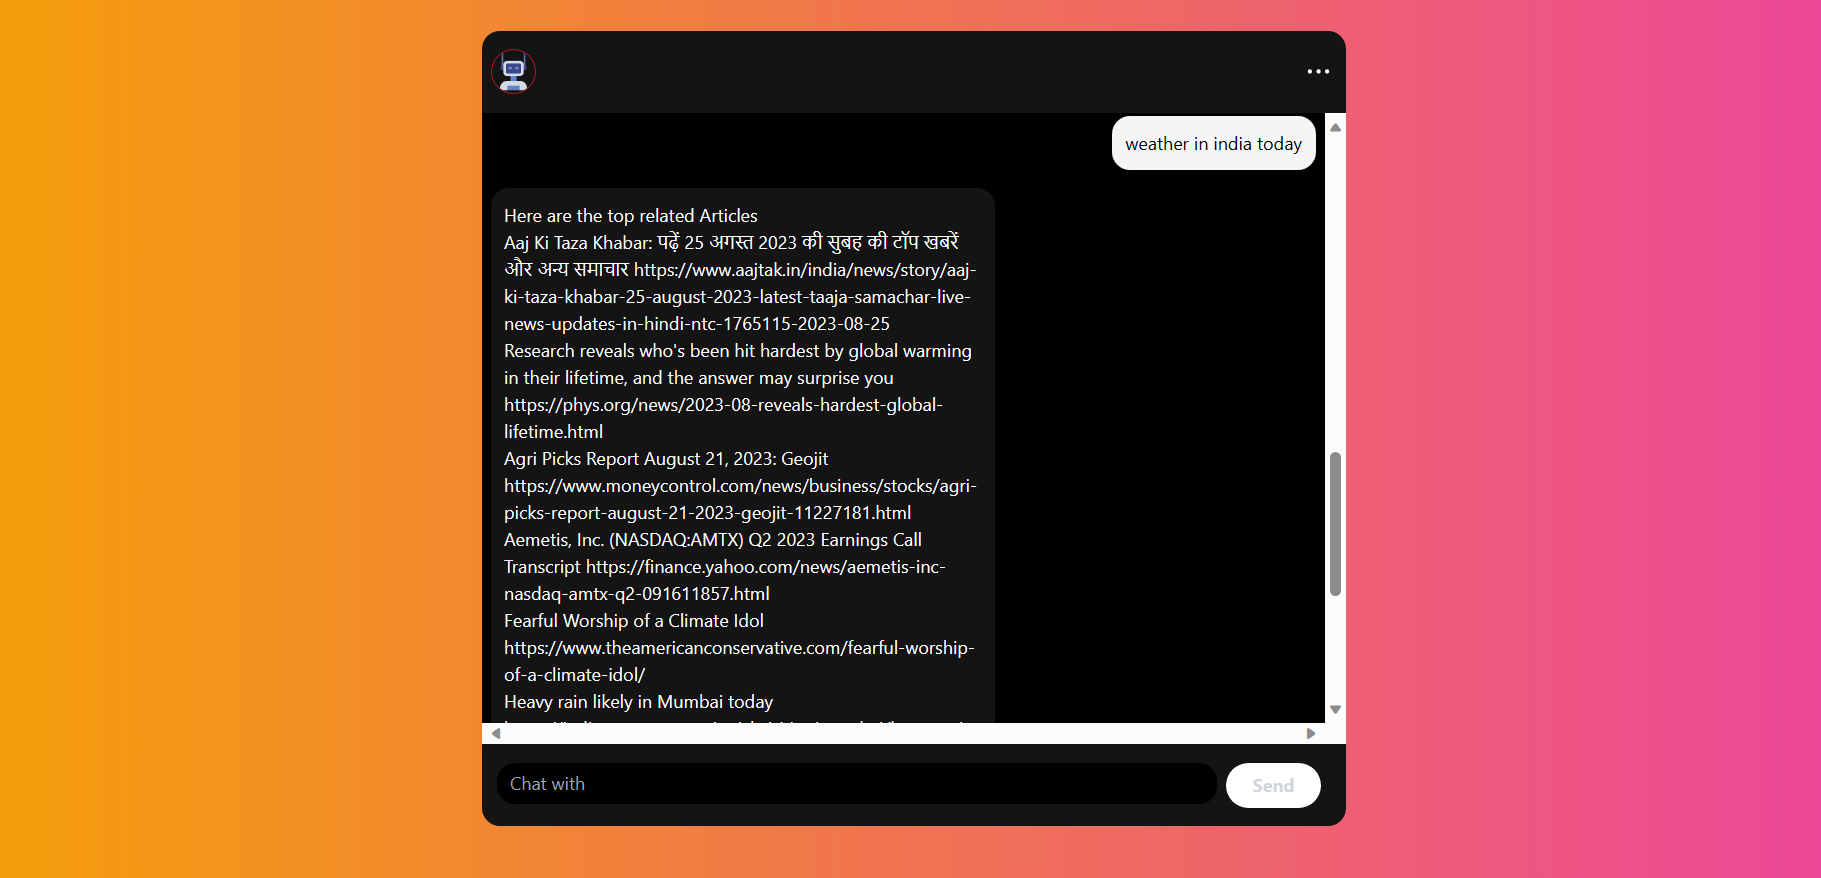 weather in india today
Here are the top related Articles
Aaj Ki Taza Khabar: पढ़ें 25 अगस्त 2023 की सुबह की टॉप खबरें
और अन्य समाचार https://www.aajtak.in/india/news/story/aaj-
ki-taza-khabar-25-august-2023-latest-taaja-samachar-live-
news-updates-in-hindi-ntc-1765115-2023-08-25
Research reveals who's been hit hardest by global warming
in their lifetime, and the answer may surprise you
https://phys.org/news/2023-08-reveals-hardest-global-
lifetime.html
Agri Picks Report August 21, 2023: Geojit
https://www.moneycontrol.com/news/business/stocks/agri-
picks-report-august-21-2023-geojit-11227181.html
Aemetis, Inc. (NASDAQ:AMTX) Q2 2023 Earnings Call
Transcript https://finance.yahoo.com/news/aemetis-inc-
nasdaq-amtx-q2-091611857.html
Fearful Worship of a Climate Idol
https://www.theamericanconservative.com/fearful-worship-
of-a-climate-idol/
Heavy rain likely in Mumbai today
Chat with
Send